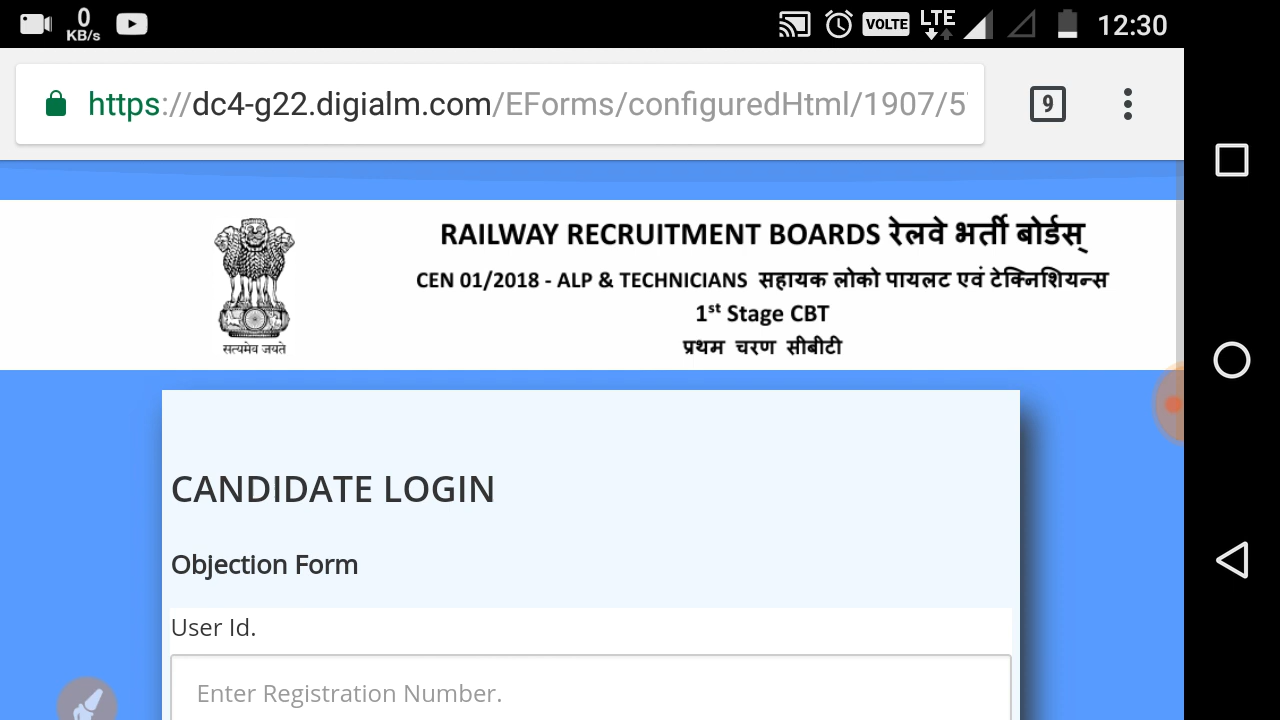 0
KB/s
VOLTE
LTE
12:30
https://dc4-g22.digialm.com/EForms/configuredHtml/1907/5
9
RAILWAY RECRUITMENT BOARDS रेलवे भर्ती बोर्डस्
CEN 01/2018 - ALP & TECHNICIANS सहायक लोको पायलट एवं टेक्निशियन्स
1st Stage CBT
प्रथम चरण सीबीटी
सत्यमेव जयते
CANDIDATE LOGIN
Objection Form
User Id.
Enter Registration Number.